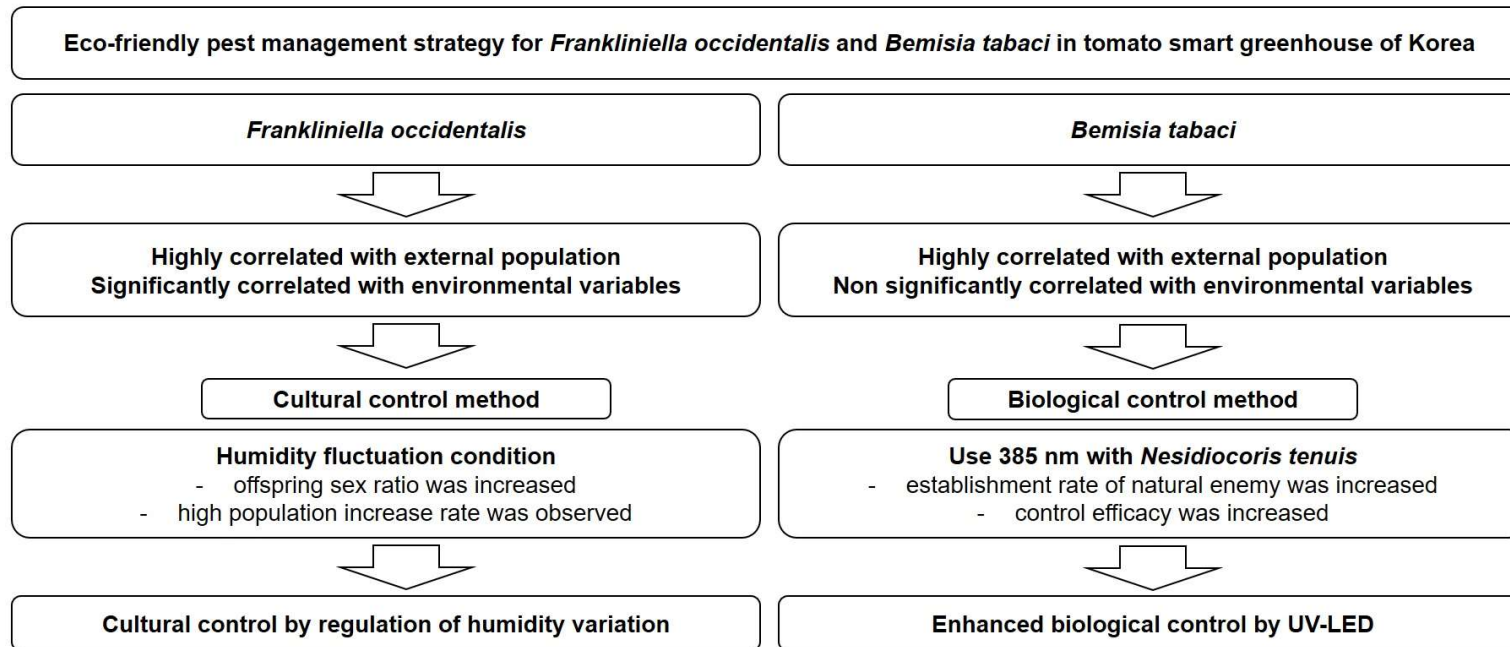 Eco-friendly pest management strategy for Frankliniella occidentalis and Bemisia tabaci in tomato smart greenhouse of Korea
Frankliniella occidentalis
Highly correlated with external population
Significantly correlated with environmental variables
Cultural control method
Humidity fluctuation condition
- offspring sex ratio was increased
- high population increase rate was observed
Cultural control by regulation of humidity variation
Bemisia tabaci
Highly correlated with external population
Non significantly correlated with environmental variables
Biological control method
Use 385 nm with Nesidiocoris tenuis
- establishment rate of natural enemy was increased
- control efficacy was increased
Enhanced biological control by UV-LED